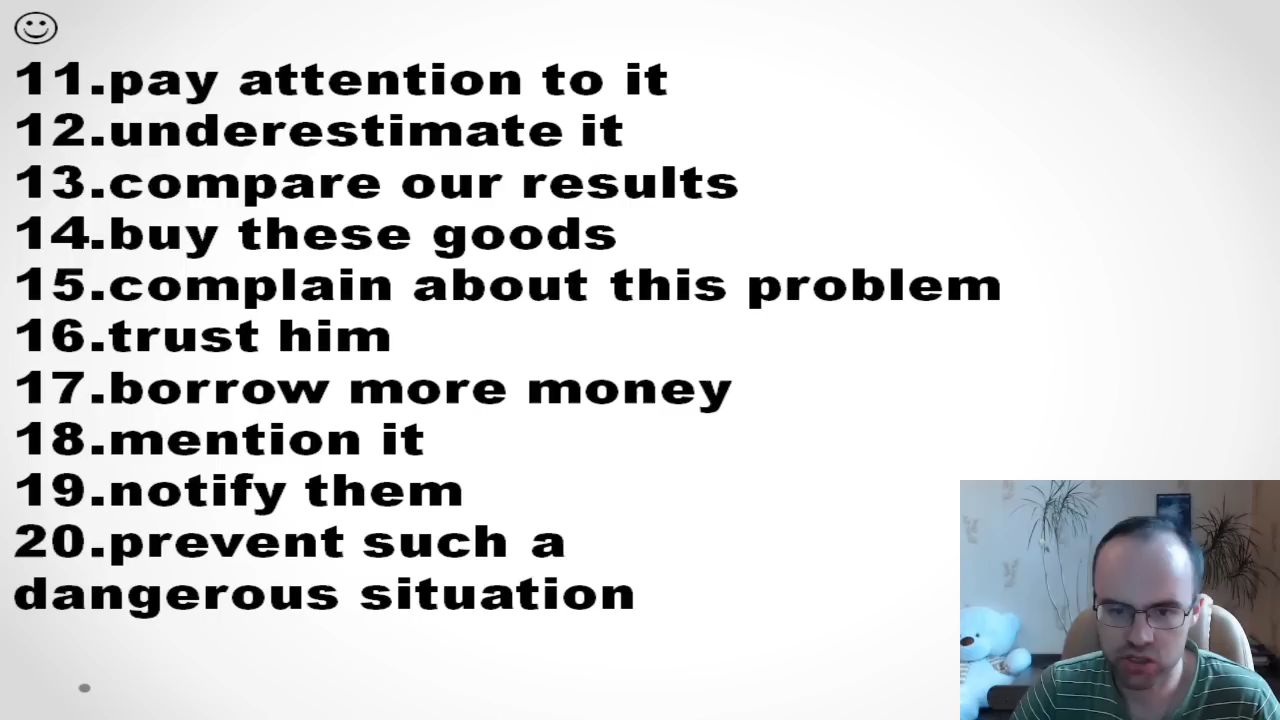 11.pay attention to it
12.underestimate it
13.compare our results
14.buy these goods
15.complain about this problem
16.trust him
17.borrow more money
18.mention it
19.notify them
20.prevent such a
dangerous situation